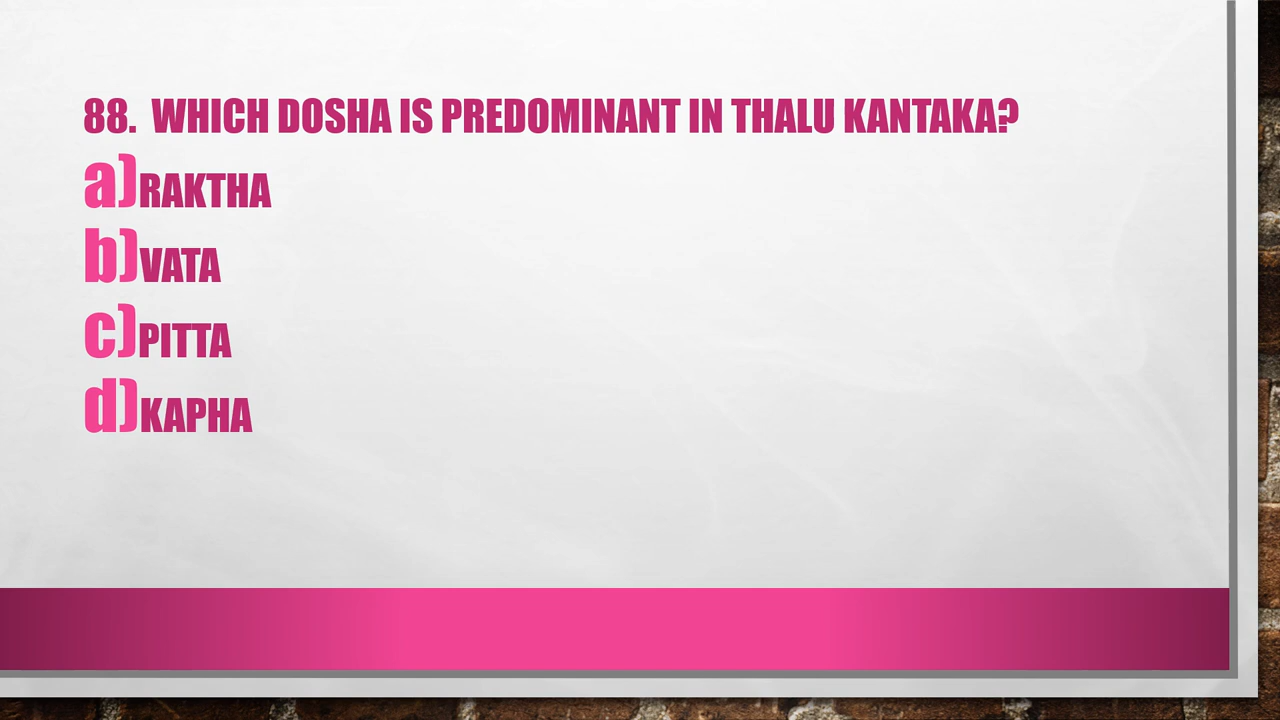 88. WHICH DOSHA IS PREDOMINANT IN THALU KANTAKA?
a)RAKTHA
b)VATA
c)PITTA
d)KAPHA